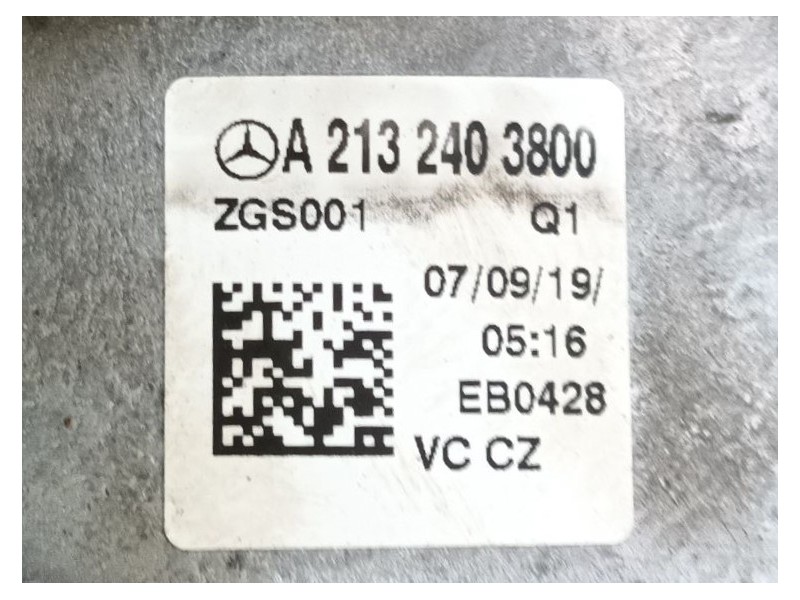 A 213 240 3800
ZGS001 Q1
07/09/19/
05:16
EB0428
VC CZ